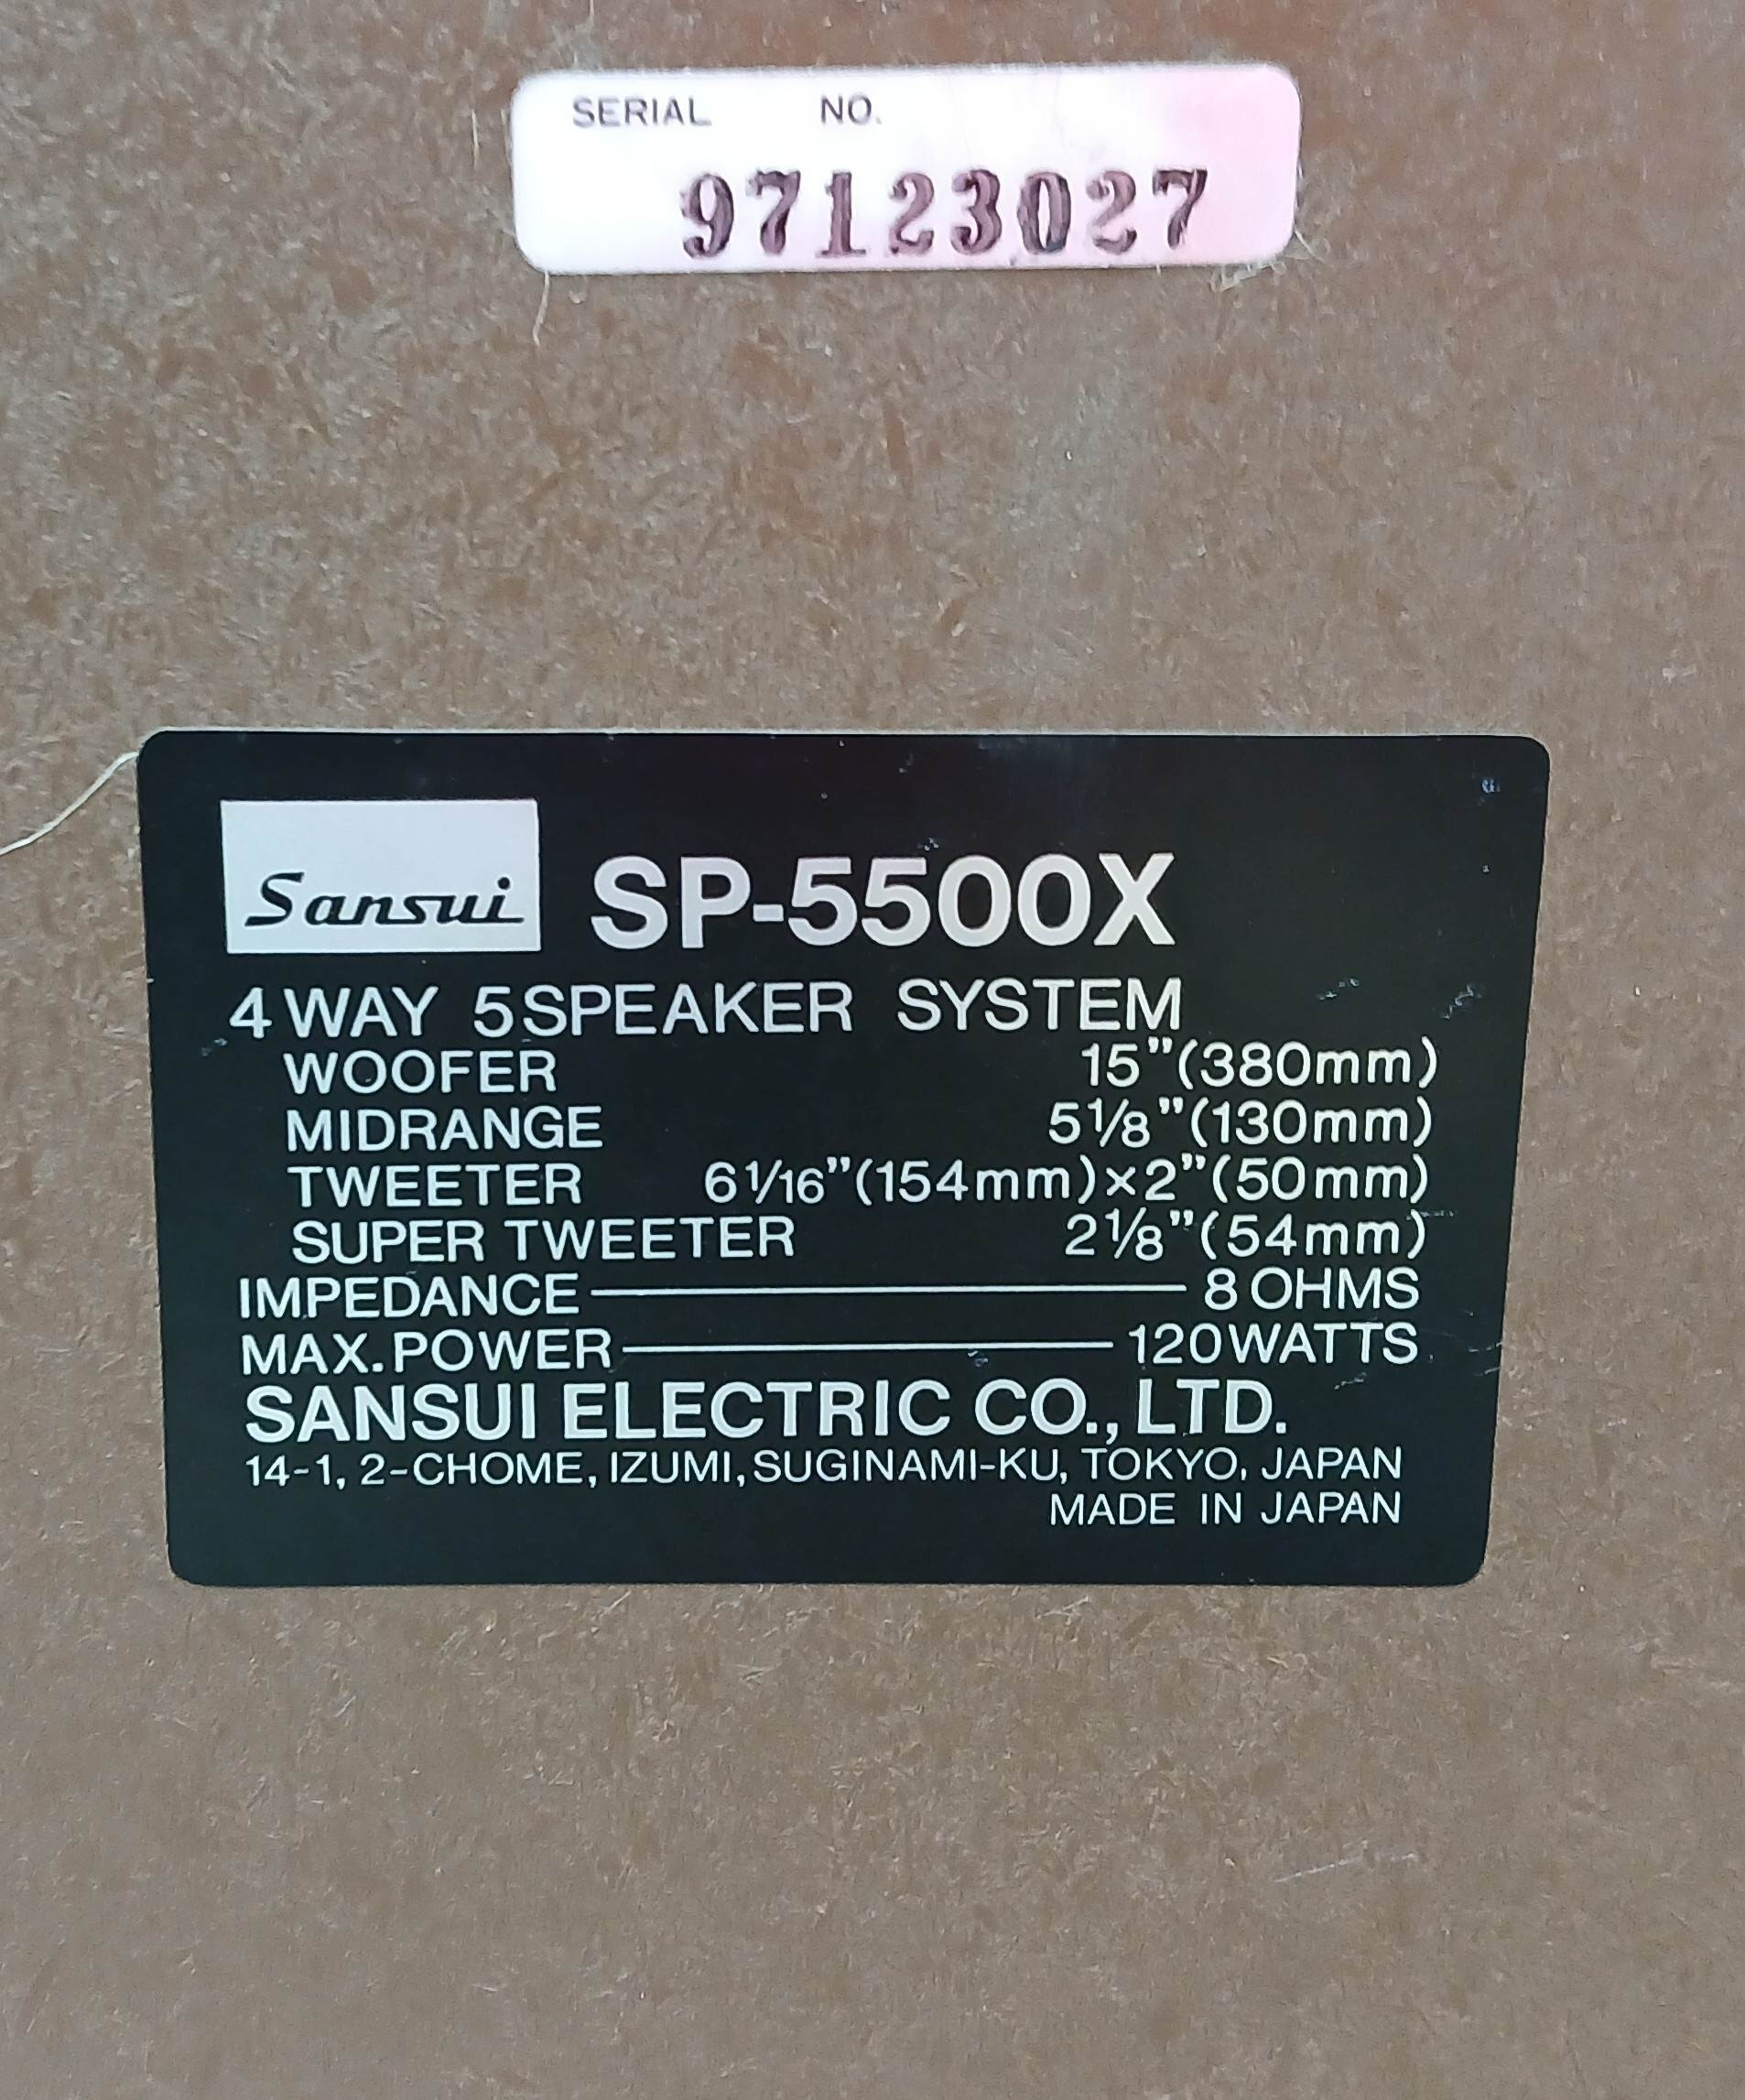 SERIAL NO.
97123027
Sansui SP-5500X
4 WAY 5 SPEAKER SYSTEM
WOOFER 15"(380mm)
MIDRANGE 5 1/8"(130mm)
TWEETER 6 1/16"(154mm)×2"(50mm)
SUPER TWEETER 2 1/8"(54mm)
IMPEDANCE 8 OHMS
MAX. POWER 120 WATTS
SANSUI ELECTRIC CO., LTD.
14-1, 2-CHOME, IZUMI, SUGINAMI-KU, TOKYO, JAPAN
MADE IN JAPAN